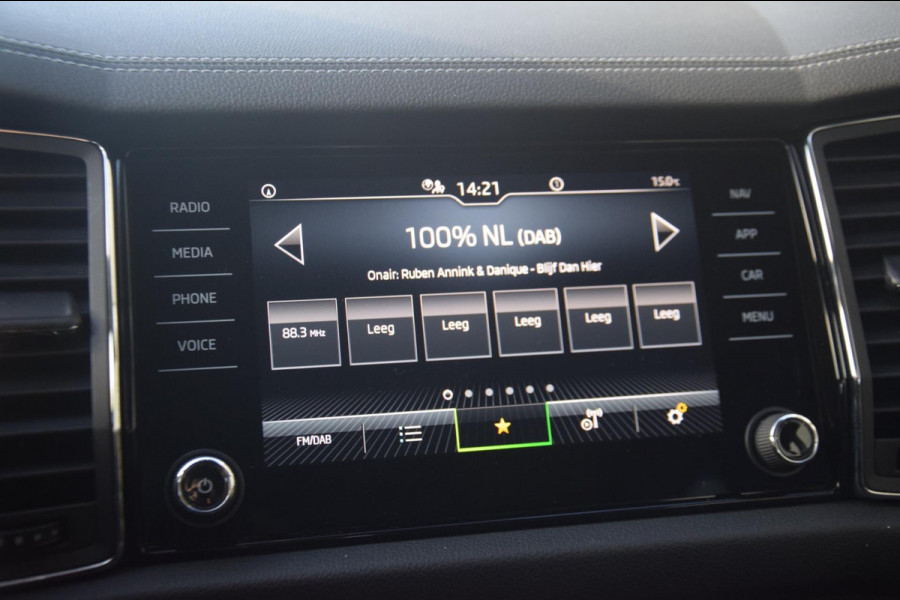 RADIO
MEDIA
PHONE
VOICE
14:21
15.0°C
100% NL (DAB)
Onair: Ruben Annink & Danique - Blijf Dan Hier
88.3 MHz
Leeg
Leeg
Leeg
Leeg
Leeg
FM/DAB
NAV
APP
CAR
MENU